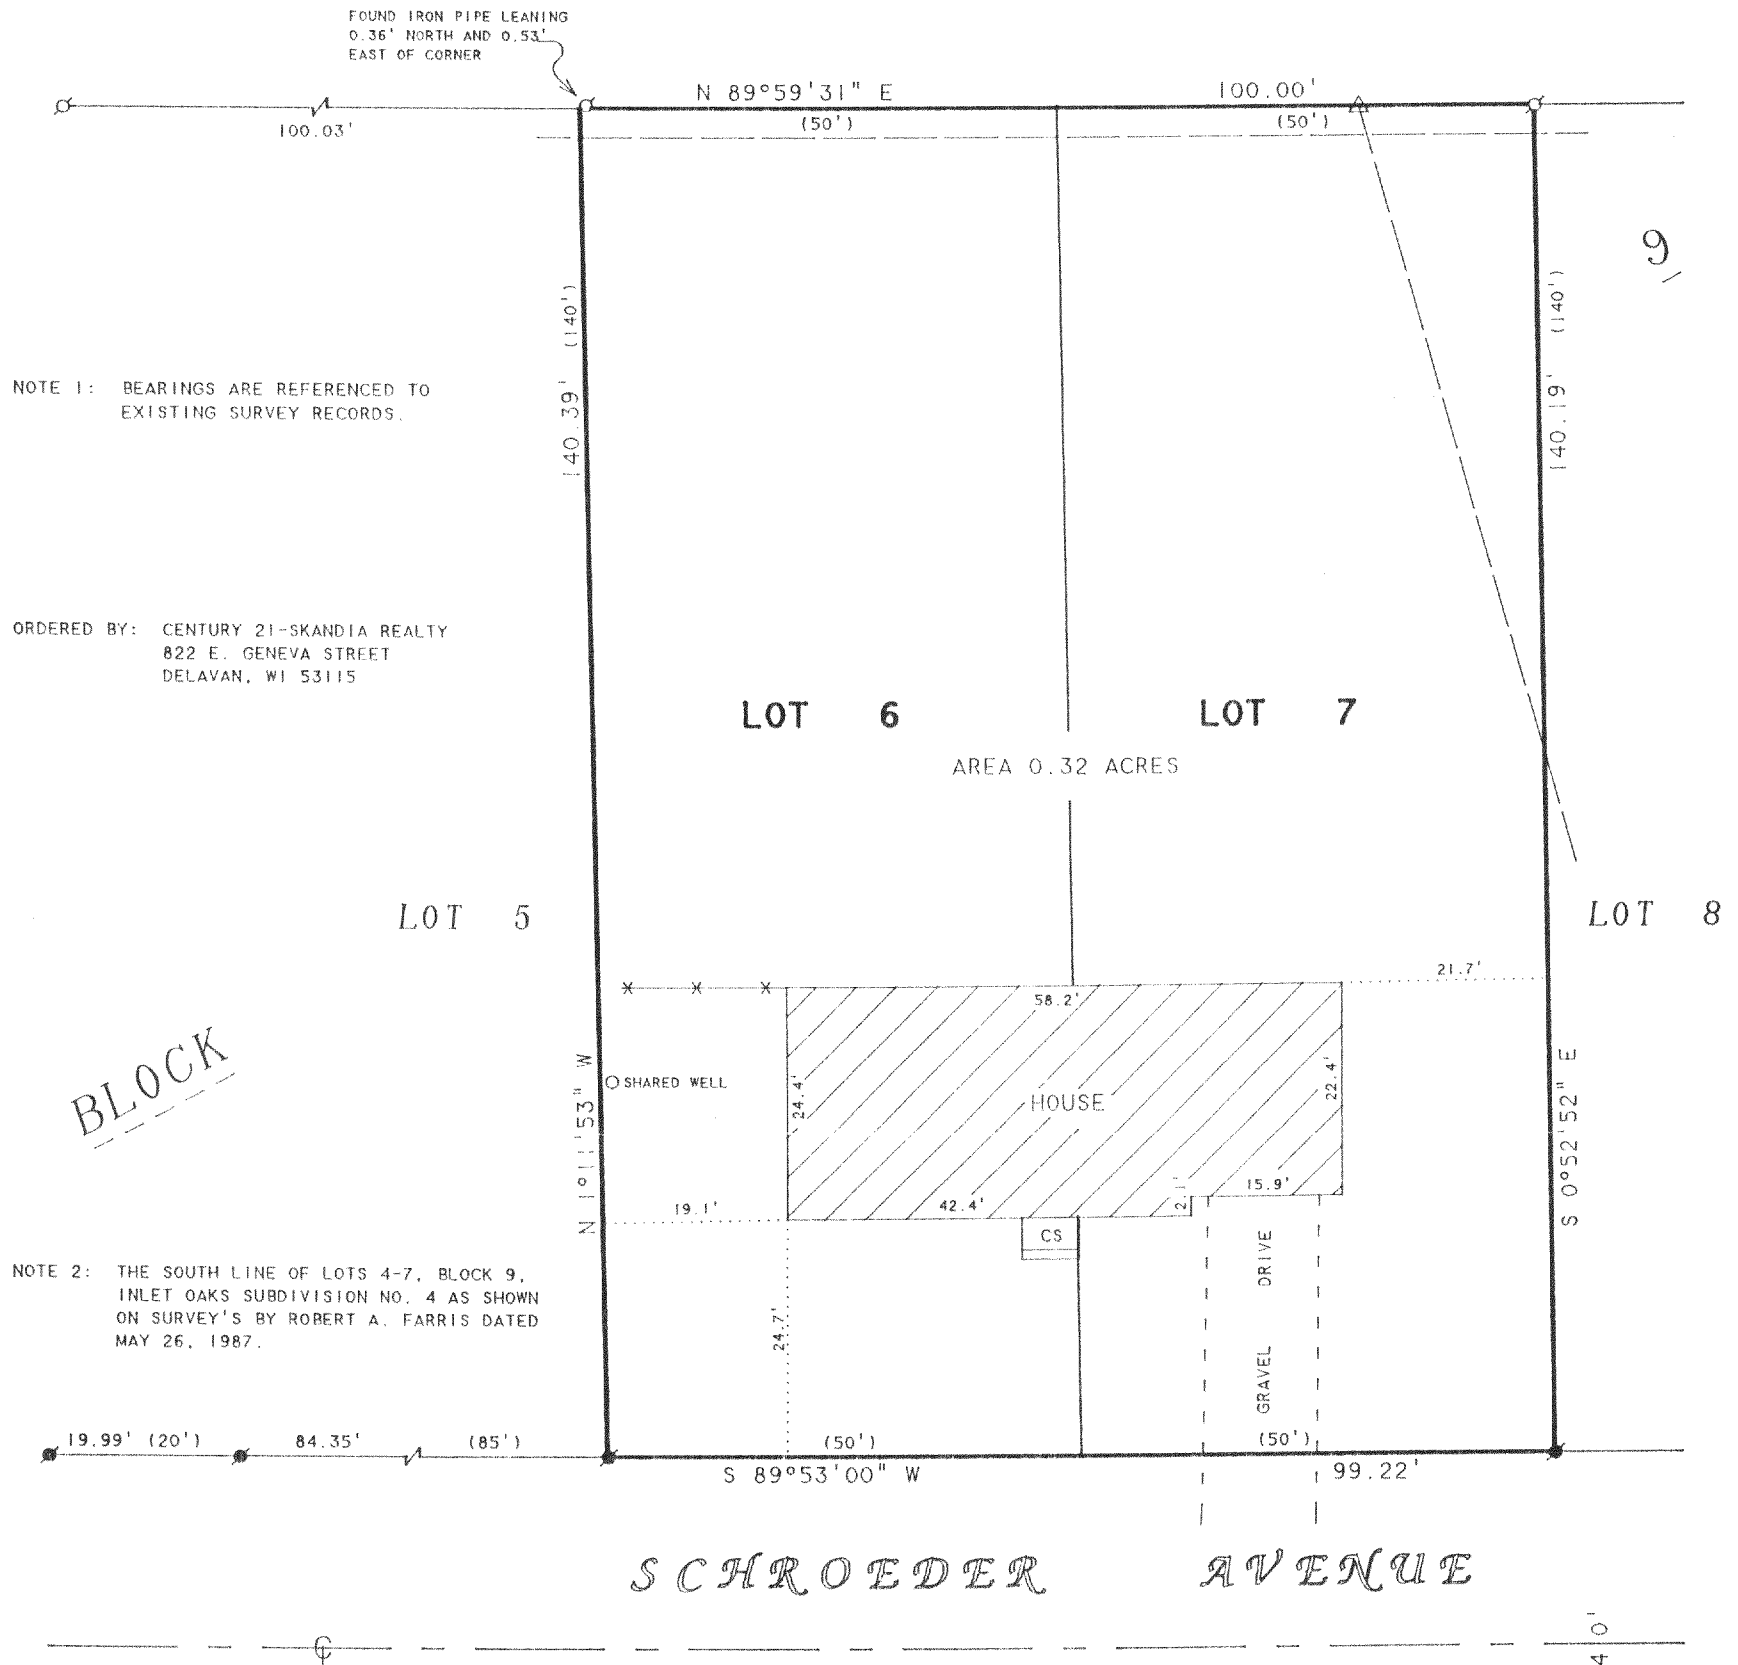 FOUND IRON PIPE LEANING
0.36' NORTH AND 0.53'
EAST OF CORNER
N 89°59'31" E
100.00'
100.03'
(50')
(50')
9
140.39' (140')
140.19' (140')
NOTE 1: BEARINGS ARE REFERENCED TO
EXISTING SURVEY RECORDS.
ORDERED BY: CENTURY 21-SKANDIA REALTY
822 E. GENEVA STREET
DELAVAN, WI 53115
LOT 6
LOT 7
AREA 0.32 ACRES
LOT 5
LOT 8
21.7'
58.2'
BLOCK
N 1°11'53" W
SHARED WELL
24.4'
HOUSE
22.4'
S 0°52'52" E
19.1'
42.4'
2.1'
15.9'
CS
GRAVEL DRIVE
24.7'
NOTE 2: THE SOUTH LINE OF LOTS 4-7, BLOCK 9,
INLET OAKS SUBDIVISION NO. 4 AS SHOWN
ON SURVEY'S BY ROBERT A. FARRIS DATED
MAY 26, 1987.
19.99' (20')
84.35'
(85')
(50')
(50')
S 89°53'00" W
99.22'
SCHROEDER AVENUE
℄
40'